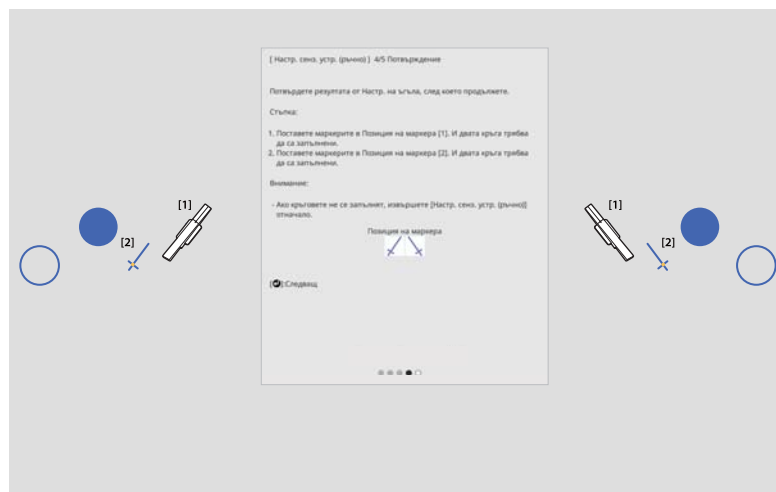 [ Настр. сенз. устр. (ръчно) ] 4/5 Потвърждение
Потвърдете резултата от Настр. на ъгъла, след което продължете.
Стъпка:
1. Поставете маркерите в Позиция на маркера [1]. И двата кръга трябва
да са запълнени.
2. Поставете маркерите в Позиция на маркера [2]. И двата кръга трябва
да са запълнени.
Внимание:
- Ако кръговете не се запълнят, извършете [Настр. сенз. устр. (ръчно)]
отначало.
[1]
[1]
Позиция на маркера
[2]
[2]
[ ]:Следващ